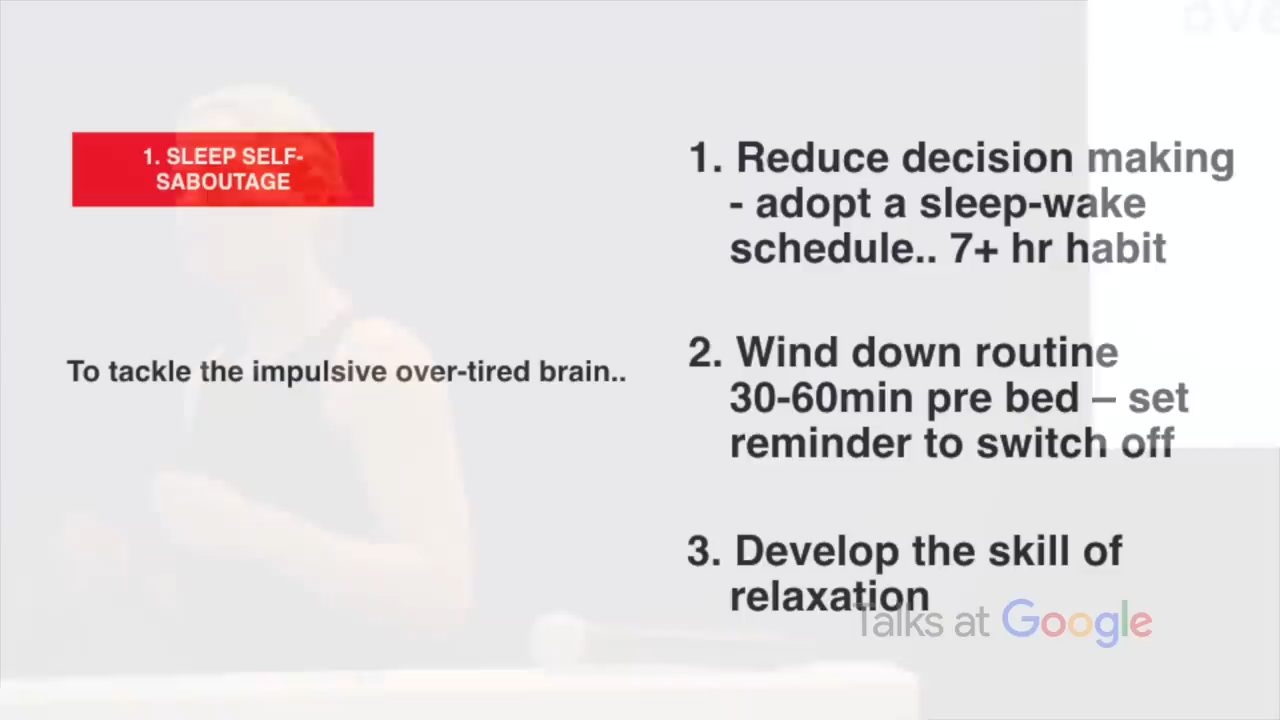 1. SLEEP SELF-
SABOUTAGE
To tackle the impulsive over-tired brain..
1. Reduce decision making
- adopt a sleep-wake
schedule.. 7+ hr habit
2. Wind down routine
30-60min pre bed – set
reminder to switch off
3. Develop the skill of
relaxation
Talks at Google